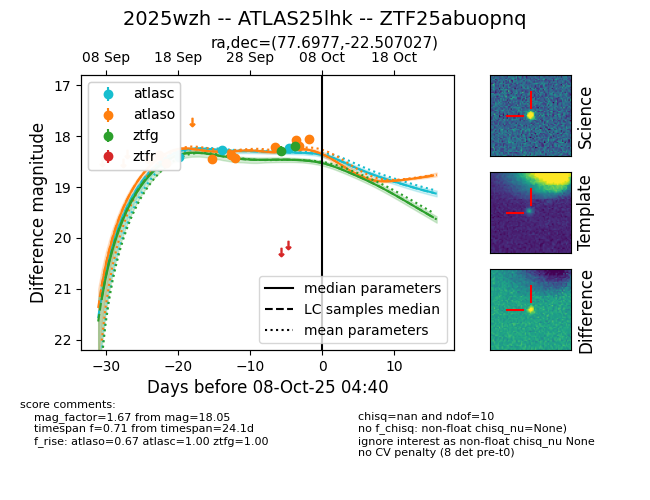 2025wzh -- ATLAS25lhk -- ZTF25abuopnq
ra,dec=(77.6977,-22.507027)
08 Sep 18 Sep 28 Sep 08 Oct 18 Oct
17
18
19
20
21
22
Difference magnitude
atlasc
atlaso
ztfg
ztfr
median parameters
LC samples median
mean parameters
−30 −20 −10 0 10
Days before 08-Oct-25 04:40
Science
Template
Difference
score comments:
mag_factor=1.67 from mag=18.05
timespan f=0.71 from timespan=24.1d
f_rise: atlaso=0.67 atlasc=1.00 ztfg=1.00
chisq=nan and ndof=10
no f_chisq: non-float chisq_nu=None)
ignore interest as non-float chisq_nu None
no CV penalty (8 det pre-t0)